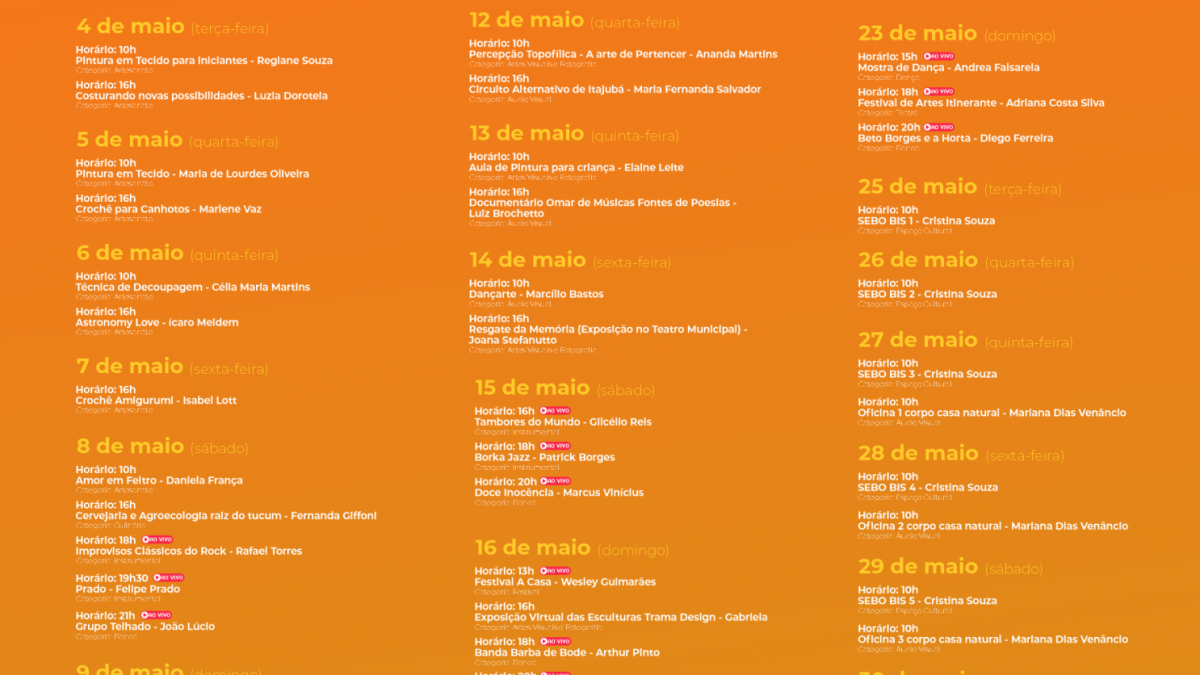 4 de maio (terça-feira)
Horário: 10h
Pintura em Tecido para iniciantes - Regiane Souza
Categoria: Artesanato
Horário: 16h
Costurando novas possibilidades - Luzia Doroteia
Categoria: Artesanato
5 de maio (quarta-feira)
Horário: 10h
Pintura em Tecido - Maria de Lourdes Oliveira
Categoria: Artesanato
Horário: 16h
Crochê para Canhotos - Marlene Vaz
Categoria: Artesanato
6 de maio (quinta-feira)
Horário: 10h
Técnica de Decoupagem - Célia Maria Martins
Categoria: Artesanato
Horário: 16h
Astronomy Love - ícaro Meidem
Categoria: Artesanato
7 de maio (sexta-feira)
Horário: 16h
Crochê Amigurumi - Isabel Lott
Categoria: Artesanato
8 de maio (sábado)
Horário: 10h
Amor em Feltro - Daniela França
Categoria: Artesanato
Horário: 16h
Cervejaria e Agroecologia raiz do tucum - Fernanda Giffoni
Categoria: Culinária
Horário: 18h AO VIVO
Improvisos Clássicos do Rock - Rafael Torres
Categoria: Instrumental
Horário: 19h30 AO VIVO
Prado - Felipe Prado
Categoria: Instrumental
Horário: 21h AO VIVO
Grupo Telhado - João Lúcio
Categoria: Banda
9 de maio (domingo)
12 de maio (quarta-feira)
Horário: 10h
Percepção Topofílica - A arte de Pertencer - Ananda Martins
Categoria: Artes Visuais e Fotografia
Horário: 16h
Circuito Alternativo de Itajubá - Maria Fernanda Salvador
Categoria: Audio Visual
13 de maio (quinta-feira)
Horário: 10h
Aula de Pintura para criança - Elaine Leite
Categoria: Artes Visuais e Fotografia
Horário: 16h
Documentário Omar de Músicas Fontes de Poesias -
Luiz Brochetto
Categoria: Audio Visual
14 de maio (sexta-feira)
Horário: 10h
Dançarte - Marcílio Bastos
Categoria: Audio Visual
Horário: 16h
Resgate da Memória (Exposição no Teatro Municipal) -
Joana Stefanutto
Categoria: Artes Visuais e Fotografia
15 de maio (sábado)
Horário: 16h AO VIVO
Tambores do Mundo - Glicélio Reis
Categoria: Instrumental
Horário: 18h AO VIVO
Borka Jazz - Patrick Borges
Categoria: Instrumental
Horário: 20h AO VIVO
Doce Inocência - Marcus Vinícius
Categoria: Banda
16 de maio (domingo)
Horário: 13h AO VIVO
Festival A Casa - Wesley Guimarães
Categoria: Festival
Horário: 16h
Exposição Virtual das Esculturas Trama Design - Gabriela
Categoria: Artes Visuais e Fotografia
Horário: 18h AO VIVO
Banda Barba de Bode - Arthur Pinto
Categoria: Banda
Horário: 20h AO VIVO
23 de maio (domingo)
Horário: 15h AO VIVO
Mostra de Dança - Andrea Faisareia
Categoria: Dança
Horário: 18h AO VIVO
Festival de Artes Itinerante - Adriana Costa Silva
Categoria: Teatro
Horário: 20h AO VIVO
Beto Borges e a Horta - Diego Ferreira
Categoria: Banda
25 de maio (terça-feira)
Horário: 10h
SEBO BIS 1 - Cristina Souza
Categoria: Espaço Cultural
26 de maio (quarta-feira)
Horário: 10h
SEBO BIS 2 - Cristina Souza
Categoria: Espaço Cultural
27 de maio (quinta-feira)
Horário: 10h
SEBO BIS 3 - Cristina Souza
Categoria: Espaço Cultural
Horário: 10h
Oficina 1 corpo casa natural - Mariana Dias Venâncio
Categoria: Audio Visual
28 de maio (sexta-feira)
Horário: 10h
SEBO BIS 4 - Cristina Souza
Categoria: Espaço Cultural
Horário: 10h
Oficina 2 corpo casa natural - Mariana Dias Venâncio
Categoria: Audio Visual
29 de maio (sábado)
Horário: 10h
SEBO BIS 5 - Cristina Souza
Categoria: Espaço Cultural
Horário: 10h
Oficina 3 corpo casa natural - Mariana Dias Venâncio
Categoria: Audio Visual